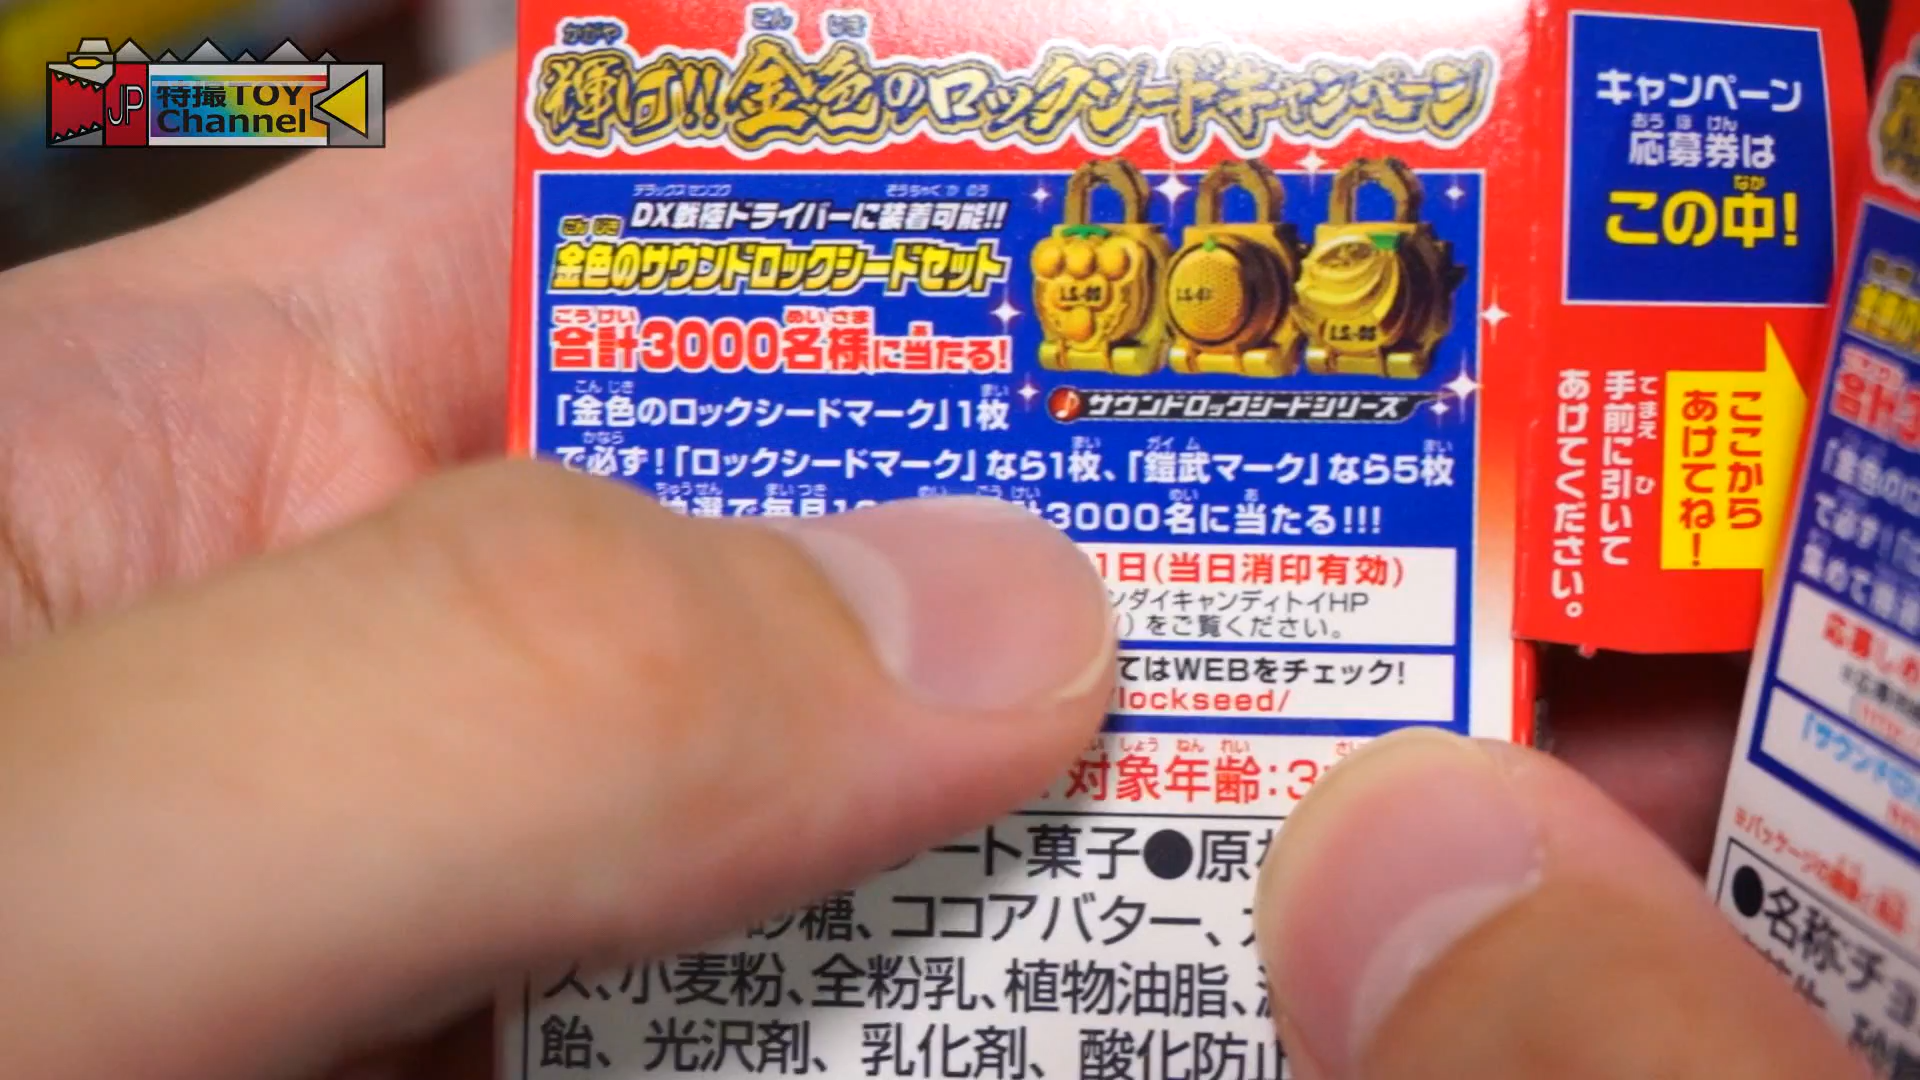 JP 特撮TOY Channel
輝け!!金色のロックシードキャンペーン
DX戦極ドライバーに装着可能!!
金色のサウンドロックシードセット
合計3000名様に当たる!
サウンドロックシードシリーズ
「金色のロックシードマーク」1枚
で必ず!「ロックシードマーク」なら1枚、「鎧武マーク」なら5枚
抽選で毎月
3000名に当たる!!!
1日(当日消印有効)
ンダイキャンディトイHP
)をご覧ください。
てはWEBをチェック!
/lockseed/
対象年齢:3
ート菓子●原
砂糖、ココアバター、
ス、小麦粉、全粉乳、植物油脂、
飴、光沢剤、乳化剤、酸化防止
キャンペーン
応募券は
この中!
ここから
あけてね!
手前に引いて
あけてください。
●名称チョ